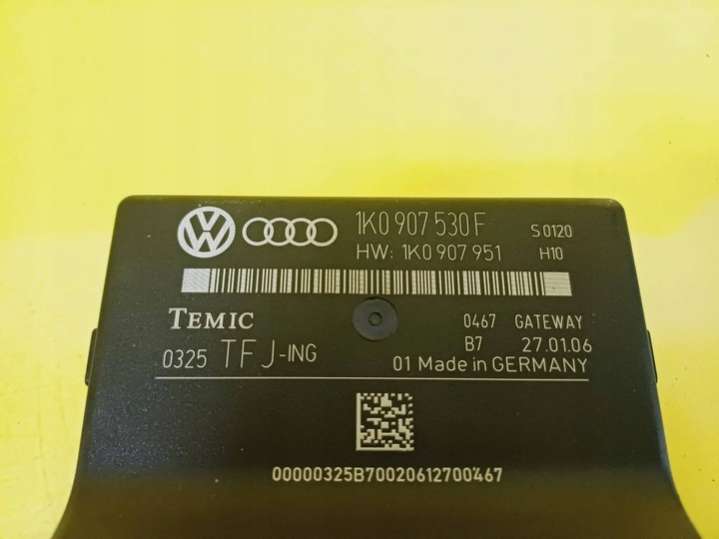 1K0 907 530 F S 0120
HW: 1K0 907 951 H10
TEMIC 0467 GATEWAY
B7 27.01.06
0325 TFJ-ING 01 Made in GERMANY
00000325B70020612700467